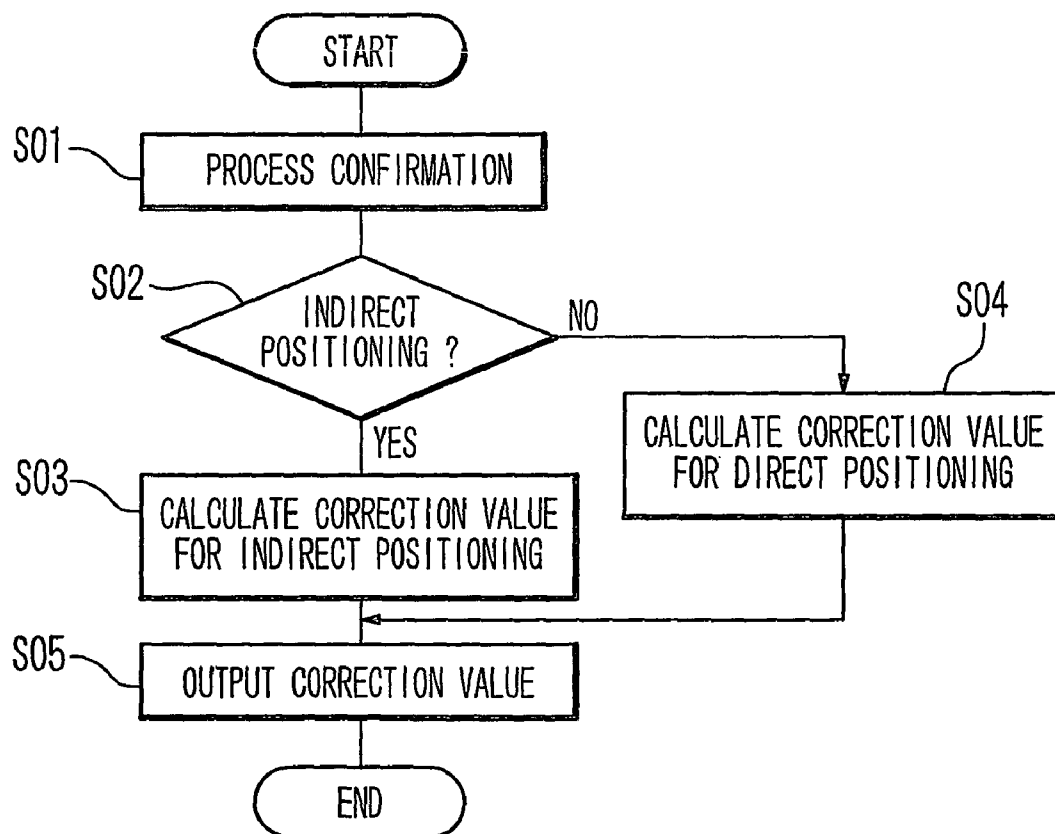 START
S01
PROCESS CONFIRMATION
S02
INDIRECT
POSITIONING ?
NO
S04
YES
CALCULATE CORRECTION VALUE
FOR DIRECT POSITIONING
S03
CALCULATE CORRECTION VALUE
FOR INDIRECT POSITIONING
S05
OUTPUT CORRECTION VALUE
END